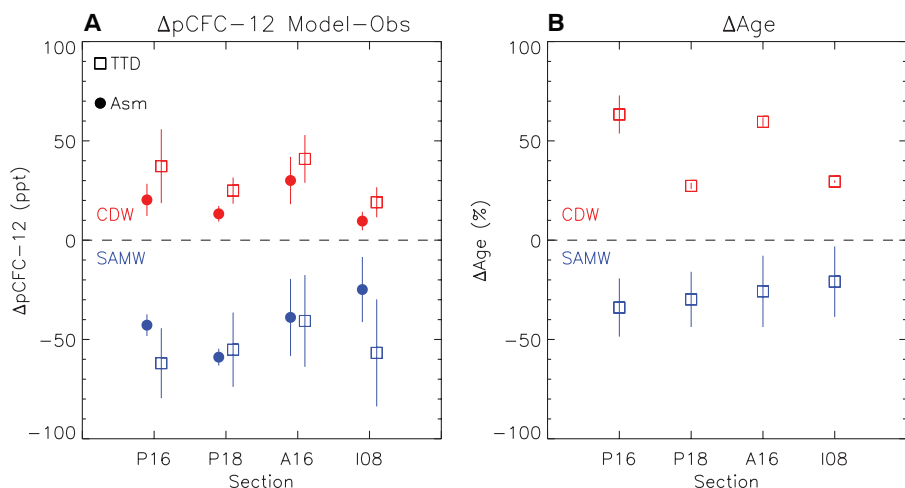 A ΔpCFC-12 Model-Obs
100
50
0
-50
-100
ΔpCFC-12 (ppt)
TTD
Asm
CDW
SAMW
P16 P18 A16 I08
Section
B ΔAge
100
50
0
-50
-100
ΔAge (%)
CDW
SAMW
P16 P18 A16 I08
Section